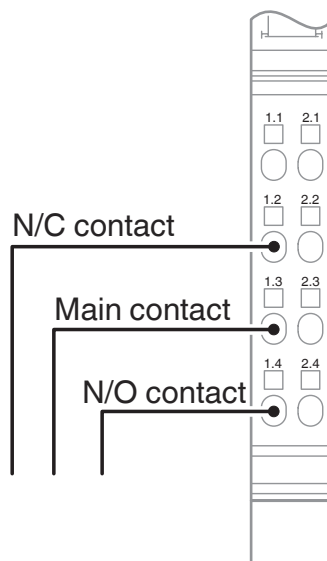 1.1 2.1
1.2 2.2
N/C contact
1.3 2.3
Main contact
1.4 2.4
N/O contact